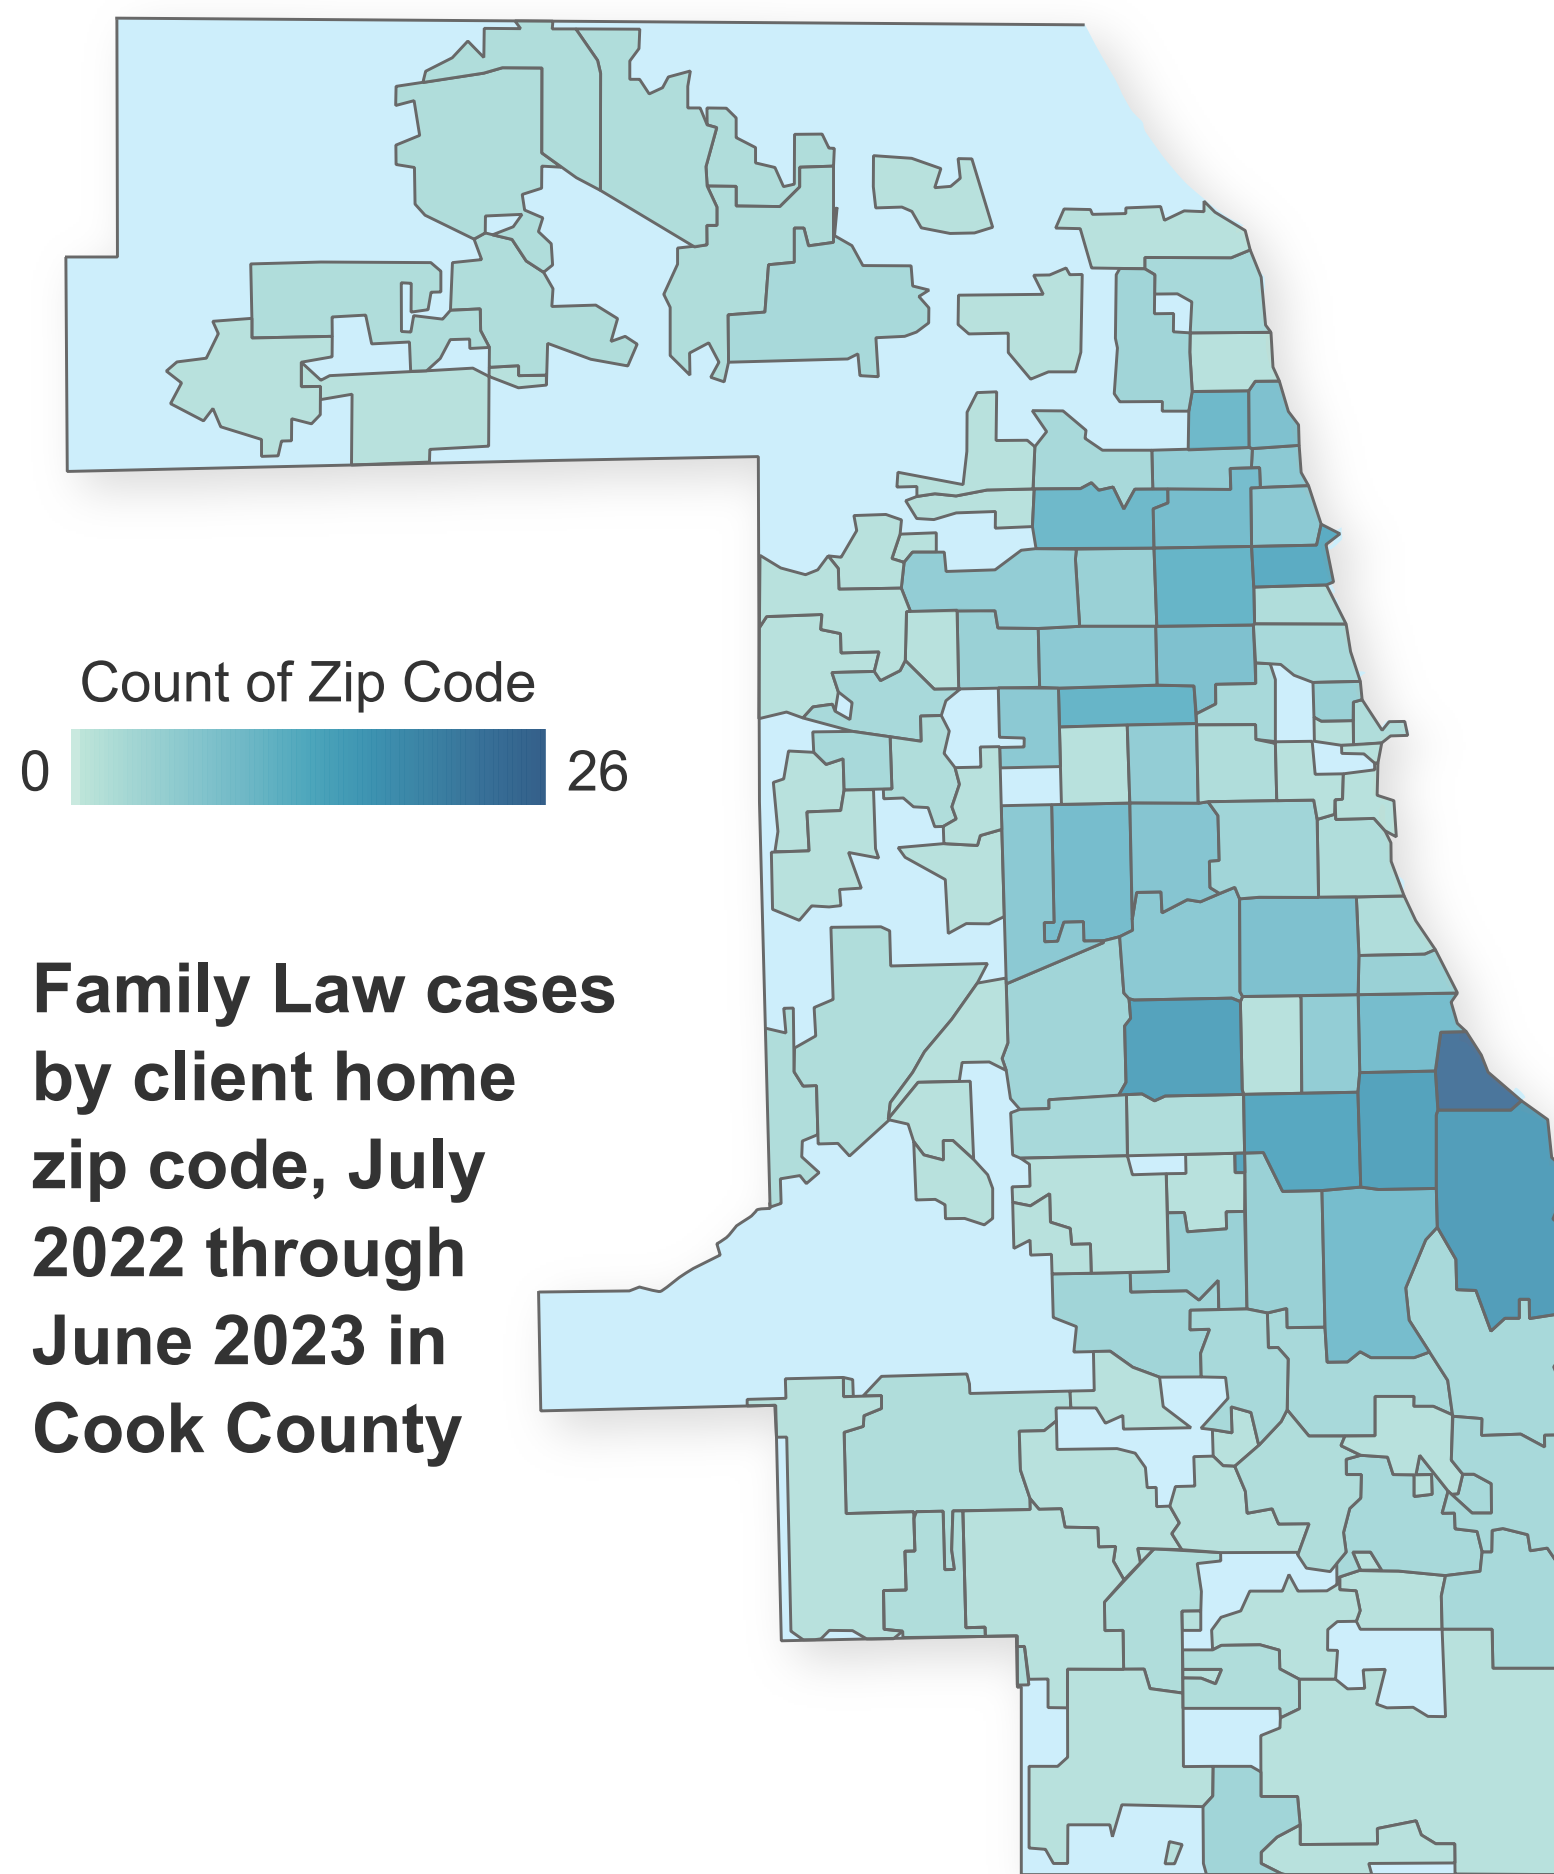 Count of Zip Code
0 26
Family Law cases
by client home
zip code, July
2022 through
June 2023 in
Cook County